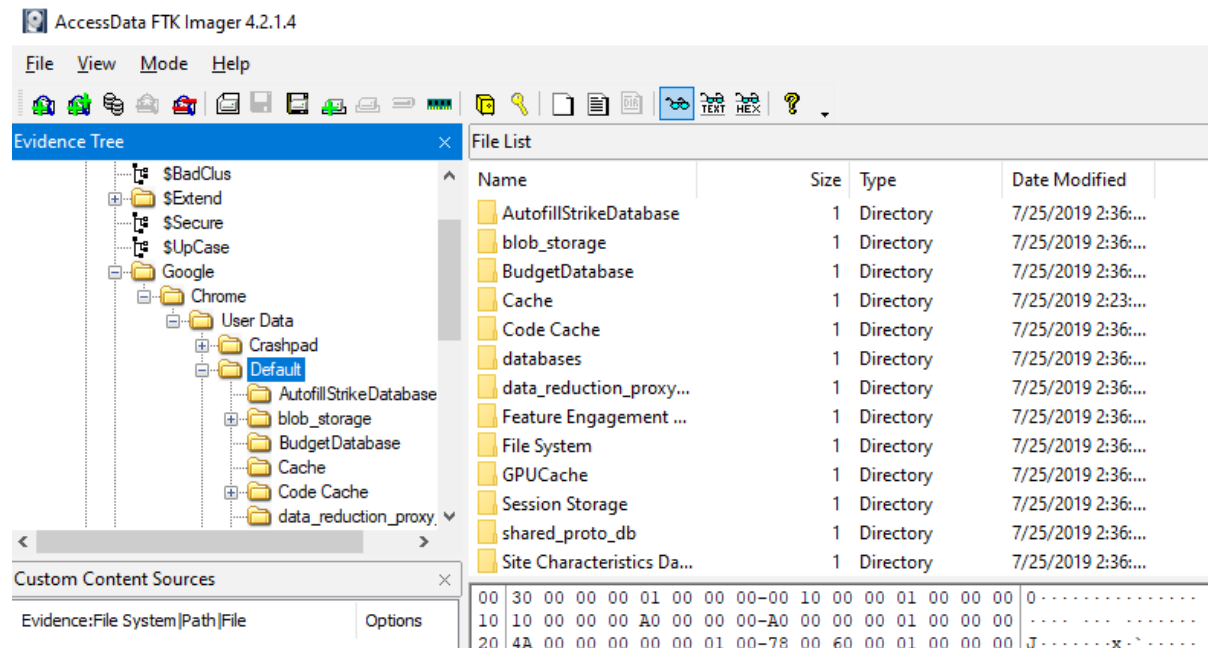 AccessData FTK Imager 4.2.1.4
File View Mode Help
TEXT HEX
Evidence Tree
$BadClus
$Extend
$Secure
$UpCase
Google
Chrome
User Data
Crashpad
Default
AutofillStrikeDatabase
blob_storage
BudgetDatabase
Cache
Code Cache
data_reduction_proxy_
Custom Content Sources
Evidence:File System|Path|File Options
File List
Name Size Type Date Modified
AutofillStrikeDatabase 1 Directory 7/25/2019 2:36:...
blob_storage 1 Directory 7/25/2019 2:36:...
BudgetDatabase 1 Directory 7/25/2019 2:36:...
Cache 1 Directory 7/25/2019 2:23:...
Code Cache 1 Directory 7/25/2019 2:36:...
databases 1 Directory 7/25/2019 2:36:...
data_reduction_proxy... 1 Directory 7/25/2019 2:36:...
Feature Engagement ... 1 Directory 7/25/2019 2:36:...
File System 1 Directory 7/25/2019 2:36:...
GPUCache 1 Directory 7/25/2019 2:36:...
Session Storage 1 Directory 7/25/2019 2:36:...
shared_proto_db 1 Directory 7/25/2019 2:36:...
Site Characteristics Da... 1 Directory 7/25/2019 2:36:...
00 30 00 00 00 01 00 00 00-00 10 00 00 01 00 00 00 0···············
10 10 00 00 00 A0 00 00 00-A0 00 00 00 01 00 00 00 ···· ··· ·······
20 4A 00 00 00 00 00 01 00-78 00 60 00 01 00 00 00 J·······x·`·····